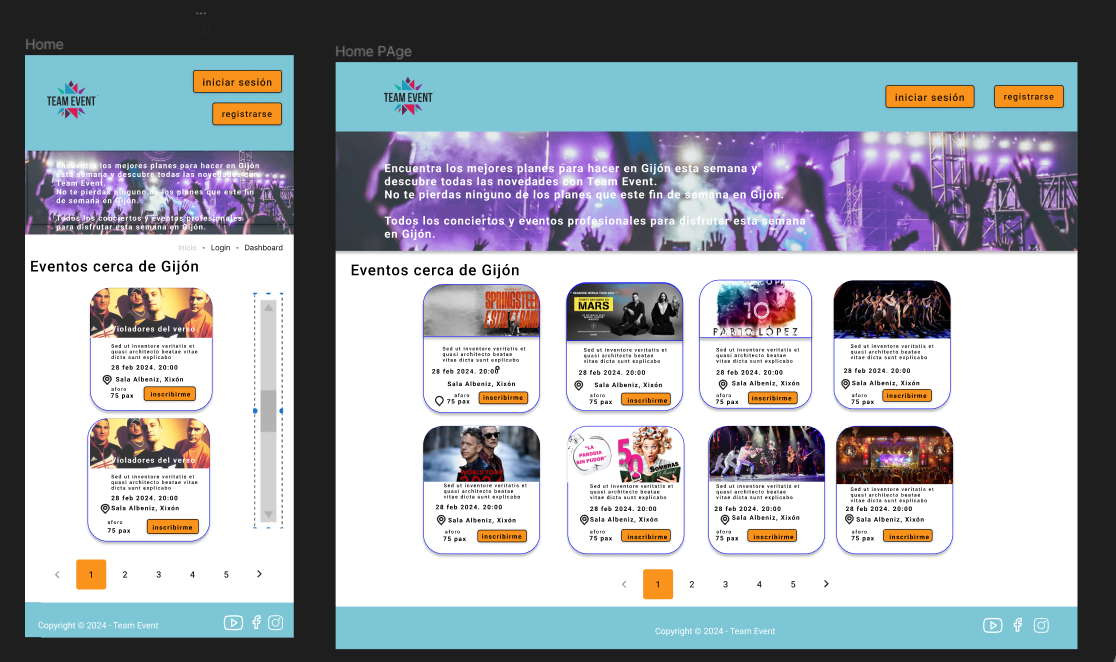 Home
TEAM EVENT
iniciar sesión
registrarse
Encuentra los mejores planes para hacer en Gijón
esta semana y descubre todas las novedades con
Team Event.
No te pierdas ninguno de los planes que este fin
de semana en Gijón.
Todos los conciertos y eventos profesionales
para disfrutar esta semana en Gijón.
Inicio - Login - Dashboard
Eventos cerca de Gijón
Violadores del verso
Sed ut inventore veritatis et
quasi architecto beatae vitae
dicta sunt explicabo
28 feb 2024. 20:00
Sala Albeniz, Xixón
aforo
75 pax
inscribirme
Violadores del verso
Sed ut inventore veritatis et
quasi architecto beatae vitae
dicta sunt explicabo
28 feb 2024. 20:00
Sala Albeniz, Xixón
aforo
75 pax
inscribirme
< 1 2 3 4 5 >
Copyright © 2024 - Team Event
Home PAge
TEAM EVENT
iniciar sesión
registrarse
Encuentra los mejores planes para hacer en Gijón esta semana y
descubre todas las novedades con Team Event.
No te pierdas ninguno de los planes que este fin de semana en Gijón.
Todos los conciertos y eventos profesionales para disfrutar esta semana
en Gijón.
Eventos cerca de Gijón
SPRINGSTEEN
E STREET BAND
Sed ut inventore veritatis et
quasi architecto beatae
vitae dicta sunt explicabo
28 feb 2024. 20:00
Sala Albeniz, Xixón
aforo
75 pax
inscribirme
MARS
Sed ut inventore veritatis et
quasi architecto beatae
vitae dicta sunt explicabo
28 feb 2024. 20:00
Sala Albeniz, Xixón
aforo
75 pax
inscribirme
10
FABIO LÓPEZ
Sed ut inventore veritatis et
quasi architecto beatae
vitae dicta sunt explicabo
28 feb 2024. 20:00
Sala Albeniz, Xixón
aforo
75 pax
inscribirme
Sed ut inventore veritatis et
quasi architecto beatae
vitae dicta sunt explicabo
28 feb 2024. 20:00
Sala Albeniz, Xixón
aforo
75 pax
inscribirme
WORLD TOUR
Sed ut inventore veritatis et
quasi architecto beatae
vitae dicta sunt explicabo
28 feb 2024. 20:00
Sala Albeniz, Xixón
aforo
75 pax
inscribirme
"LA
PARODIA
SIN PUDOR"
50
SOMBRAS
Sed ut inventore veritatis et
quasi architecto beatae
vitae dicta sunt explicabo
28 feb 2024. 20:00
Sala Albeniz, Xixón
aforo
75 pax
inscribirme
Sed ut inventore veritatis et
quasi architecto beatae
vitae dicta sunt explicabo
28 feb 2024. 20:00
Sala Albeniz, Xixón
aforo
75 pax
inscribirme
Sed ut inventore veritatis et
quasi architecto beatae
vitae dicta sunt explicabo
28 feb 2024. 20:00
Sala Albeniz, Xixón
aforo
75 pax
inscribirme
< 1 2 3 4 5 >
Copyright © 2024 - Team Event